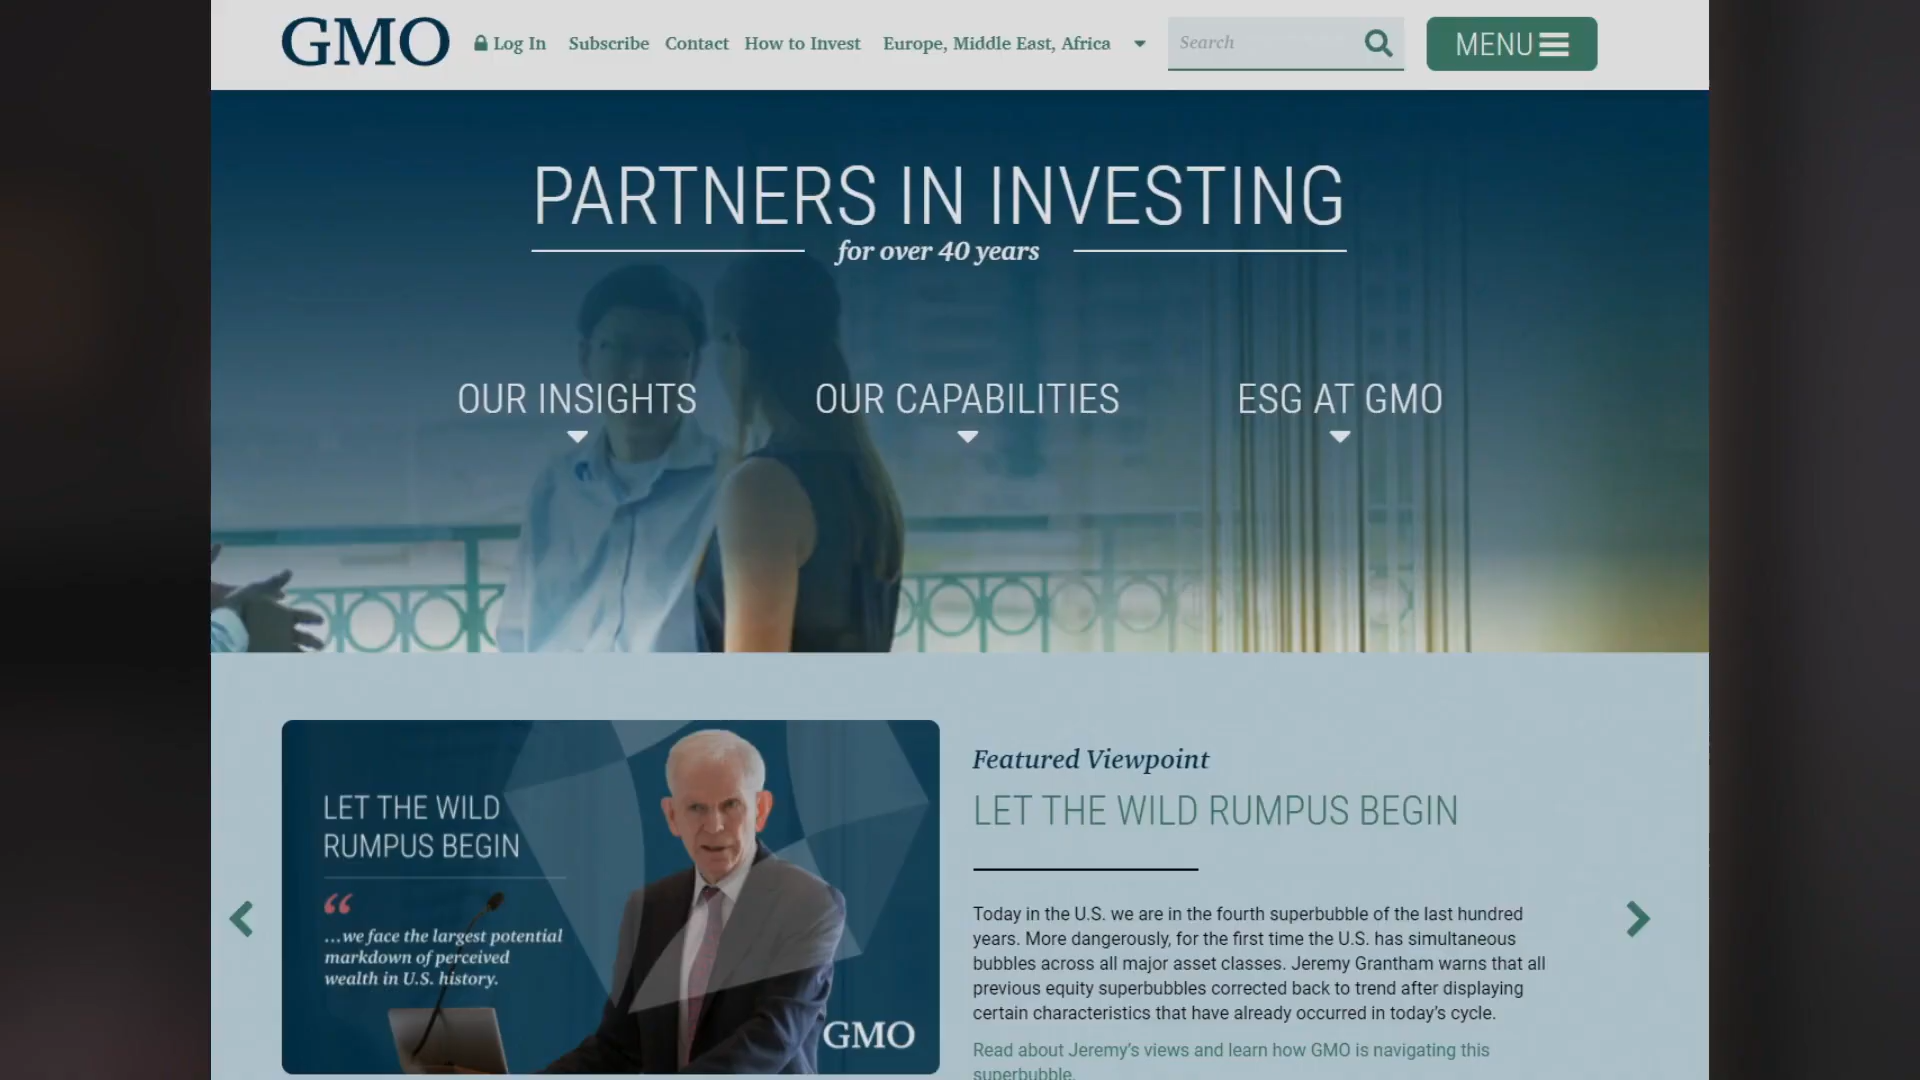 GMO
Log In
Subscribe
Contact
How to Invest
Europe, Middle East, Africa
Search
MENU
PARTNERS IN INVESTING
for over 40 years
OUR INSIGHTS
OUR CAPABILITIES
ESG AT GMO
LET THE WILD
RUMPUS BEGIN
“
...we face the largest potential
markdown of perceived
wealth in U.S. history.
GMO
Featured Viewpoint
LET THE WILD RUMPUS BEGIN
Today in the U.S. we are in the fourth superbubble of the last hundred
years. More dangerously, for the first time the U.S. has simultaneous
bubbles across all major asset classes. Jeremy Grantham warns that all
previous equity superbubbles corrected back to trend after displaying
certain characteristics that have already occurred in today's cycle.
Read about Jeremy's views and learn how GMO is navigating this
superbubble.